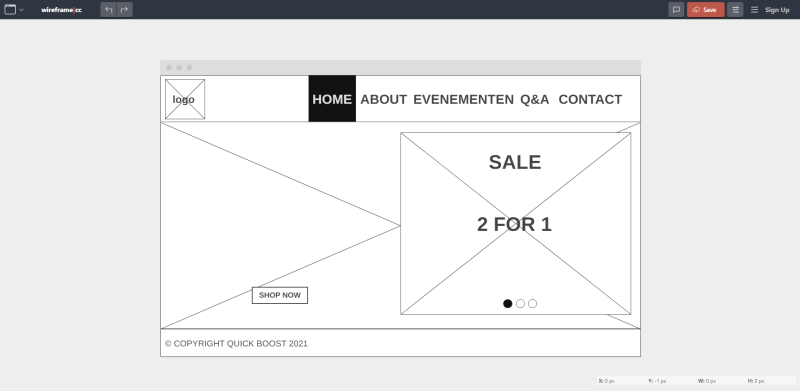 wireframe.cc
Save
Sign Up
logo
HOME ABOUT EVENEMENTEN Q&A CONTACT
SALE
2 FOR 1
SHOP NOW
© COPYRIGHT QUICK BOOST 2021
X: 0 px Y: -1 px W: 0 px H: 0 px